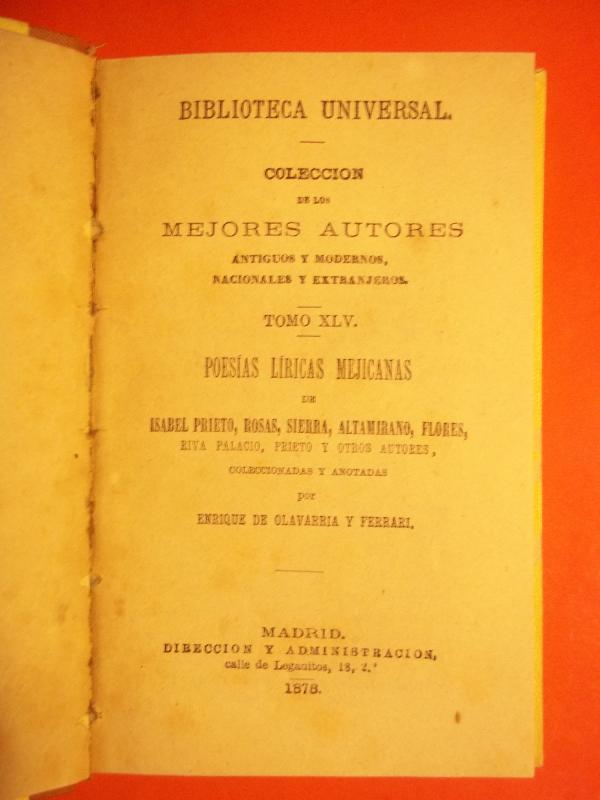 BIBLIOTECA UNIVERSAL.
COLECCION
DE LOS
MEJORES AUTORES
ANTIGUOS Y MODERNOS,
NACIONALES Y EXTRANJEROS.
TOMO XLV.
POESÍAS LÍRICAS MEJICANAS
DE
ISABEL PRIETO, ROSAS, SIERRA, ALTAMIRANO, FLORES,
RIVA PALACIO, PRIETO Y OTROS AUTORES,
COLECCIONADAS Y ANOTADAS
por
ENRIQUE DE OLAVARRIA Y FERRARI.
MADRID.
DIRECCION Y ADMINISTRACION,
calle de Leganitos, 18, 2.º
1878.